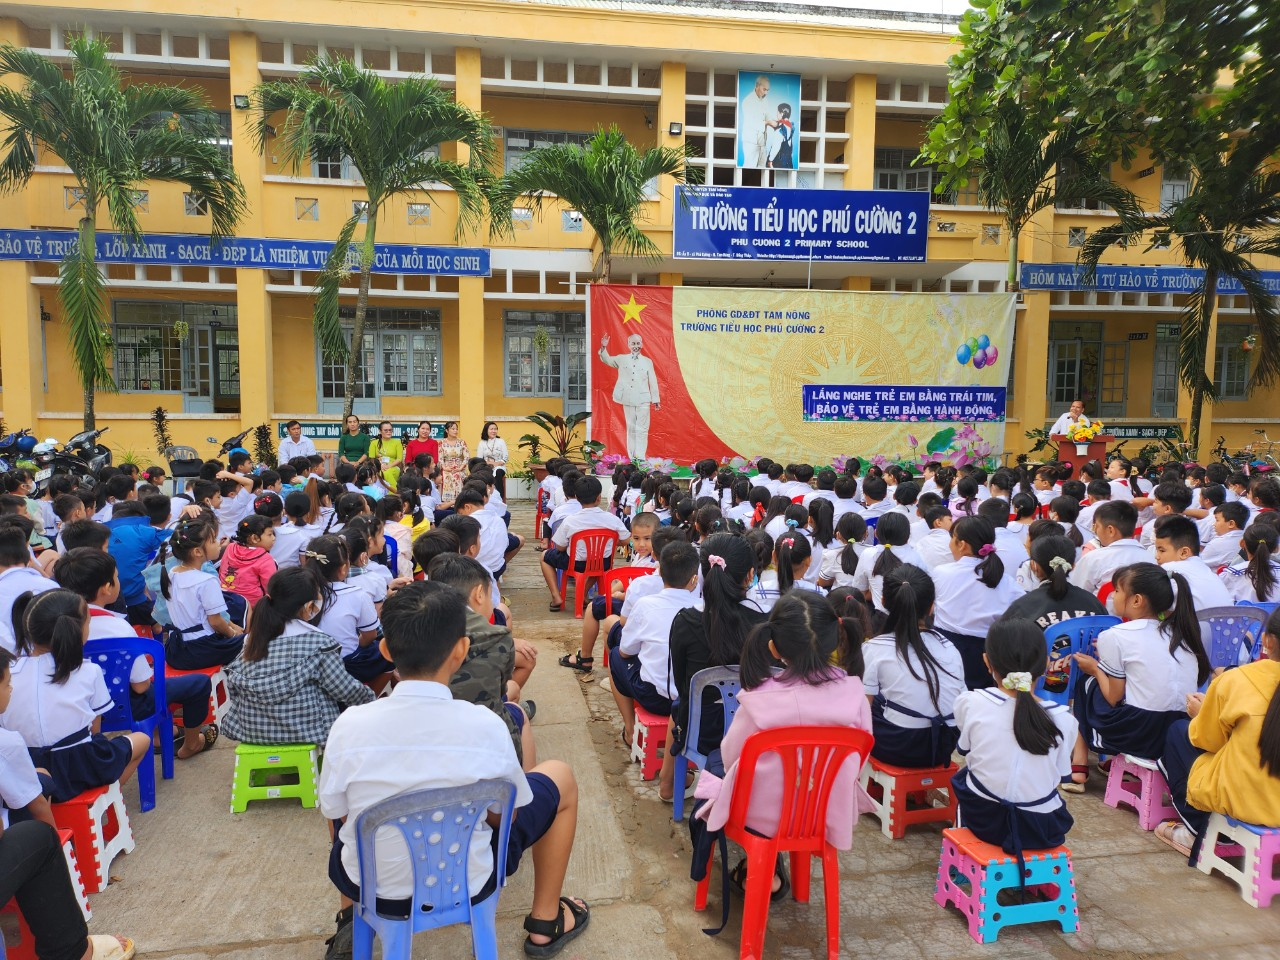 TRƯỜNG TIỂU HỌC PHÚ CƯỜNG 2
PHU CUONG 2 PRIMARY SCHOOL
BẢO VỆ TRƯỜNG, LỚP XANH - SẠCH - ĐẸP LÀ NHIỆM VỤ CỦA MỖI HỌC SINH
HÔM NAY EM TỰ HÀO VỀ TRƯỜNG
PHÒNG GD&ĐT TAM NÔNG
TRƯỜNG TIỂU HỌC PHÚ CƯỜNG 2
LẮNG NGHE TRẺ EM BẰNG TRÁI TIM,
BẢO VỆ TRẺ EM BẰNG HÀNH ĐỘNG